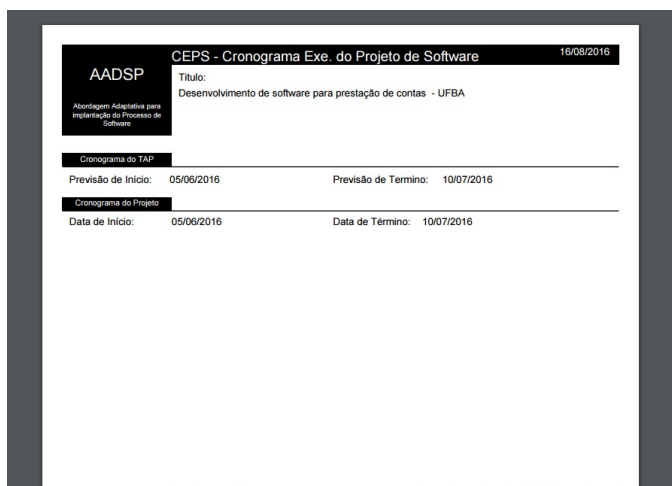 CEPS - Cronograma Exe. do Projeto de Software 16/08/2016
AADSP
Abordagem Adaptativa para
implantação do Processo de
Software
Titulo:
Desenvolvimento de software para prestação de contas - UFBA
Cronograma do TAP
Previsão de Início: 05/06/2016 Previsão de Termino: 10/07/2016
Cronograma do Projeto
Data de Início: 05/06/2016 Data de Término: 10/07/2016